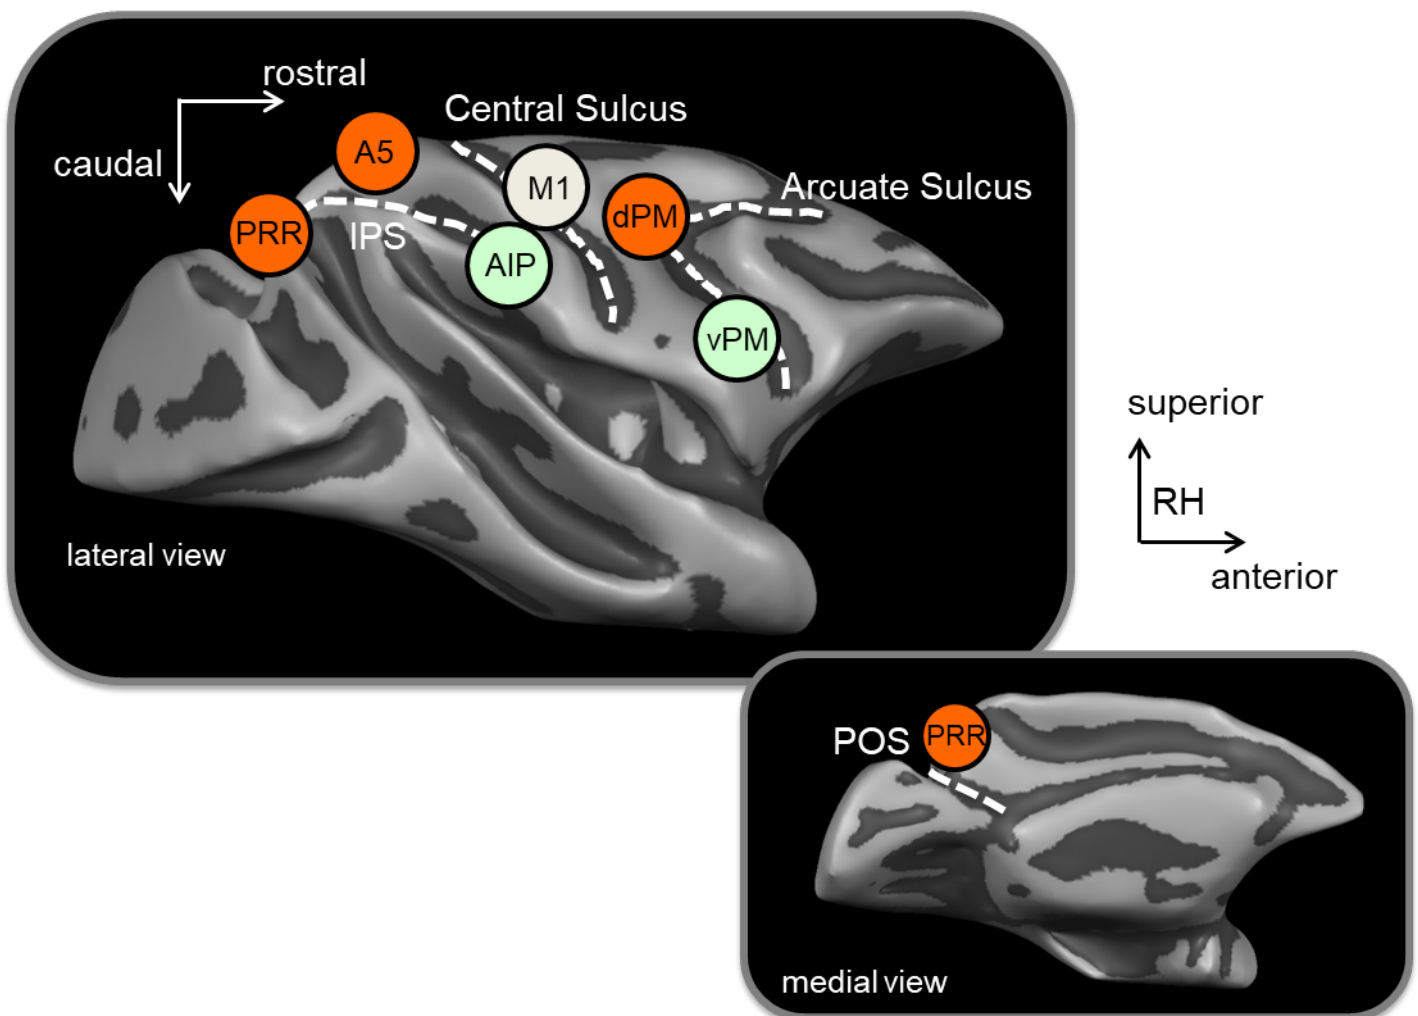 rostral
Central Sulcus
caudal
A5
M1
Arcuate Sulcus
dPM
PRR
IPS
AIP
vPM
lateral view
superior
RH
anterior
POS
PRR
medial view